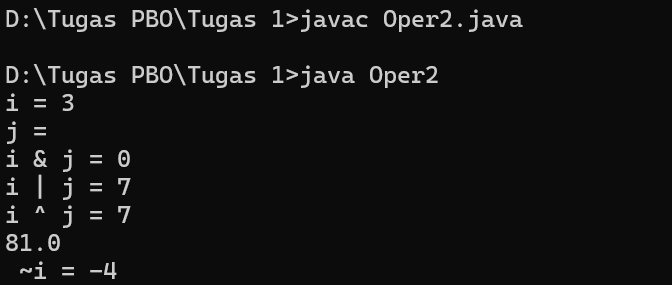 D:\Tugas PBO\Tugas 1>javac Oper2.java
D:\Tugas PBO\Tugas 1>java Oper2
i = 3
j =
i & j = 0
i | j = 7
i ^ j = 7
81.0
 ~i = -4